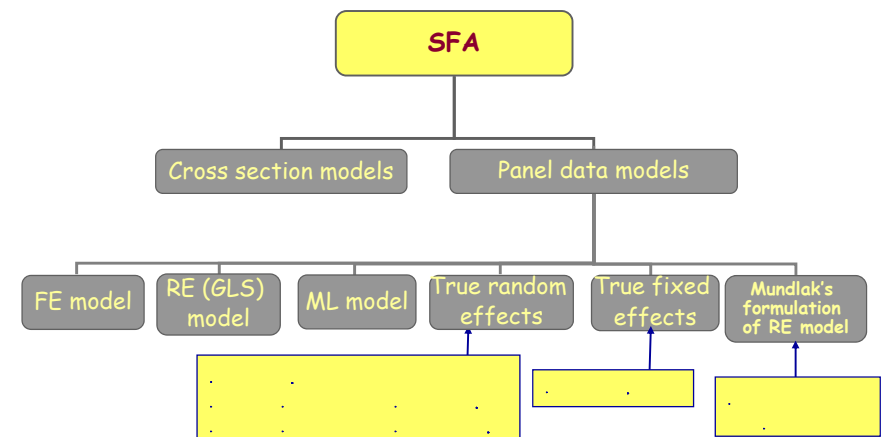 SFA
Cross section models
Panel data models
FE model
RE (GLS)
model
ML model
True random
effects
True fixed
effects
Mundlak's
formulation
of RE model